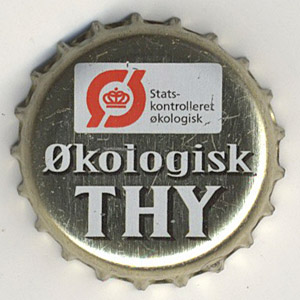 Stats-
kontrolleret
økologisk
Økologisk
THY